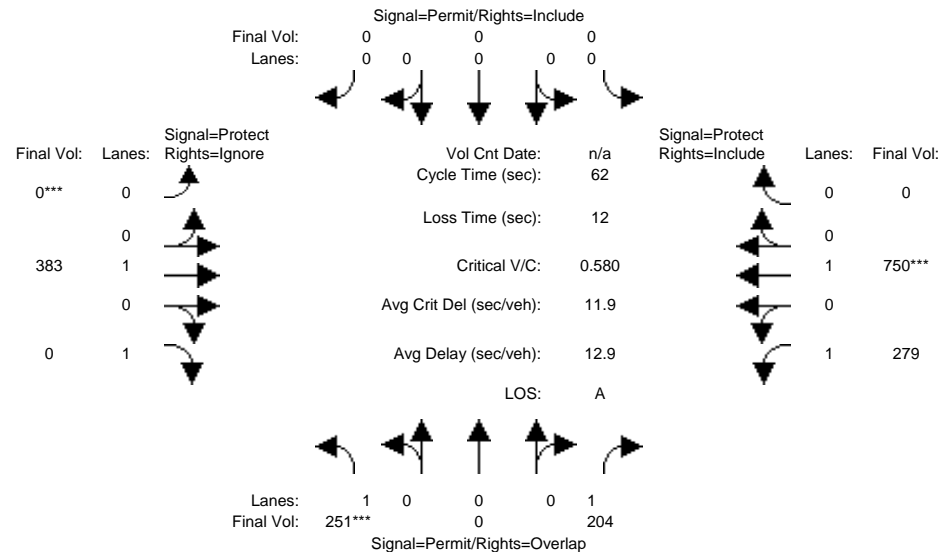 Signal=Permit/Rights=Include
Final Vol: 0 0 0
Lanes: 0 0 0 0 0
Signal=Protect Signal=Protect
Final Vol: Lanes: Rights=Ignore Vol Cnt Date: n/a Rights=Include Lanes: Final Vol:
Cycle Time (sec): 62
0*** 0 0 0
Loss Time (sec): 12
0 0
383 1 Critical V/C: 0.580 1 750***
0 Avg Crit Del (sec/veh): 11.9 0
0 1 Avg Delay (sec/veh): 12.9 1 279
LOS: A
Lanes: 1 0 0 0 1
Final Vol: 251*** 0 204
Signal=Permit/Rights=Overlap